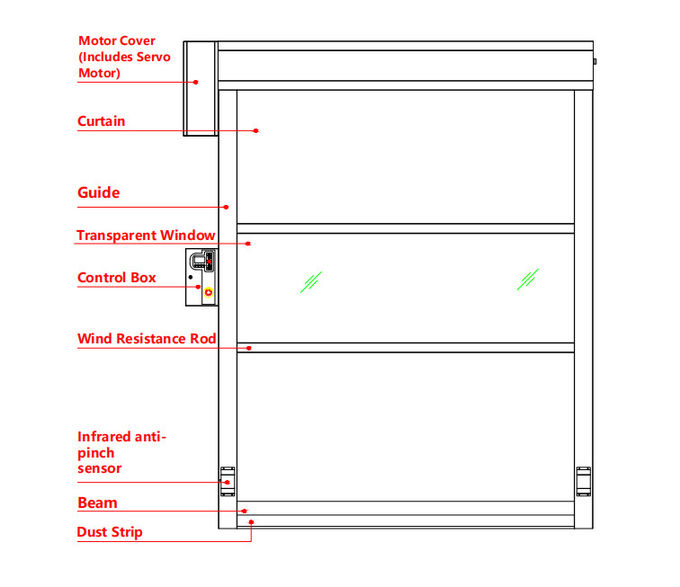 Motor Cover
(Includes Servo
Motor)
Curtain
Guide
Transparent Window
Control Box
Wind Resistance Rod
Infrared anti-
pinch
sensor
Beam
Dust Strip